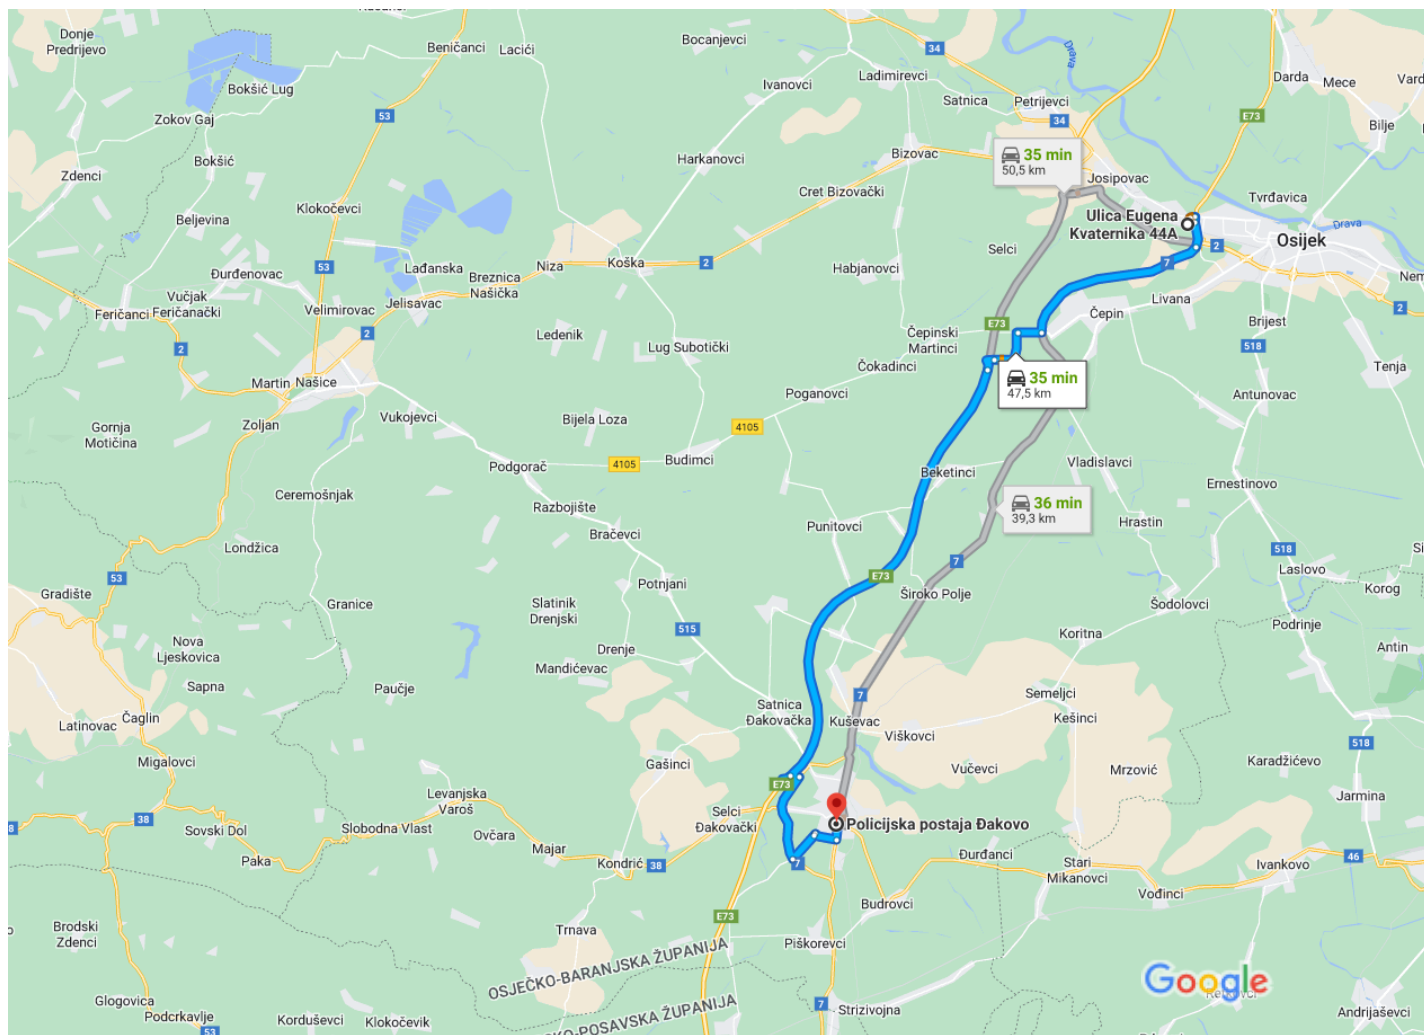 Donje
Predrijevo
Beničanci
Lacići
Bocanjevci
34
Drava
Darda
Mece
Bokšić Lug
Ivanovci
Ladimirevci
Satnica
Petrijevci
53
34
E73
Bilje
Zokov Gaj
Bokšić
Harkanovci
Bizovac
35 min
50,5 km
Josipovac
Zdenci
Cret Bizovački
Tvrđavica
Klokočevci
Beljevina
Ulica Eugena
Kvaternika 44A
Drava
Osijek
2
Selci
Đurđenovac
53
Lađanska
Breznica
Našička
Niza
Koška
2
Habjanovci
7
Livana
Čepin
Vučjak
Feričanački
Feričanci
Velimirovac
Jelisavac
E73
Brijest
2
Ledenik
Čepinski
Martinci
2
2
Lug Subotički
518
Čokadinci
Tenja
Martin
Našice
35 min
47,5 km
Poganovci
Antunovac
Vukojevci
Bijela Loza
Zoljan
Gornja
Motičina
4105
Budimci
4105
Podgorač
Beketinci
Vladislavci
Ernestinovo
Ceremošnjak
36 min
39,3 km
Razbojište
Punitovci
Hrastin
Bračevci
Londžica
518
7
Laslovo
53
E73
Gradište
Potnjani
Široko Polje
Korog
Granice
Slatinik
Drenjski
Šodolovci
515
Podrinje
Nova
Ljeskovica
Drenje
Koritna
Antin
Mandićevac
Sapna
Paučje
7
Semeljci
Satnica
Đakovačka
Latinovac
Čaglin
Kuševac
Kešinci
Viškovci
518
Migalovci
Gašinci
Vučevci
Mrzović
Karadžićevo
E73
Levanjska
Varoš
Jarmina
38
Selci
Đakovački
Policijska postaja Đakovo
38
Sovski Dol
Slobodna Vlast
Ovčara
Majar
Đurđanci
Paka
Kondrić
38
7
Stari
Mikanovci
46
Ivankovo
Vođinci
Budrovci
E73
Brodski
Zdenci
Trnava
Piškorevci
OSJEČKO-BARANJSKA ŽUPANIJA
Google
Glogovica
7
Podcrkavlje
Korduševci
Klokočevik
Strizivojna
SKO-POSAVSKA ŽUPANIJA
Andrijaševci
53